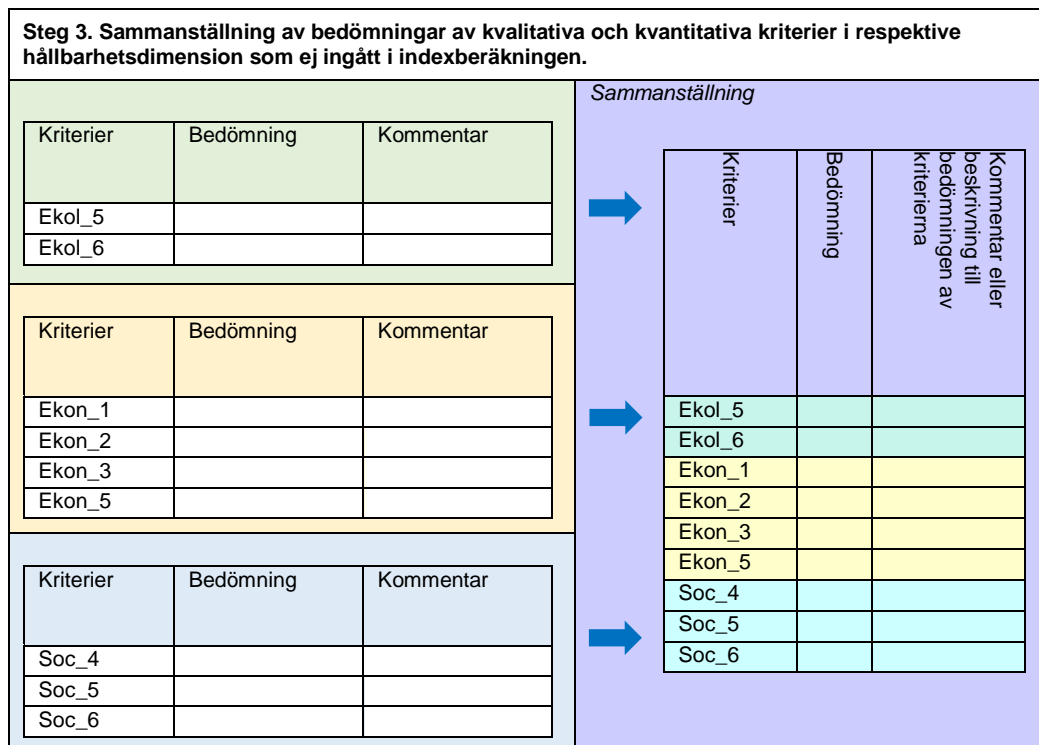 Steg 3. Sammanställning av bedömningar av kvalitativa och kvantitativa kriterier i respektive
hållbarhetsdimension som ej ingått i indexberäkningen.
Kriterier Bedömning Kommentar
Ekol_5
Ekol_6
Kriterier Bedömning Kommentar
Ekon_1
Ekon_2
Ekon_3
Ekon_5
Kriterier Bedömning Kommentar
Soc_4
Soc_5
Soc_6
Sammanställning
Kriterier
Bedömning
Kommentar eller
beskrivning till
bedömningen av
kriterierna
Ekol_5
Ekol_6
Ekon_1
Ekon_2
Ekon_3
Ekon_5
Soc_4
Soc_5
Soc_6